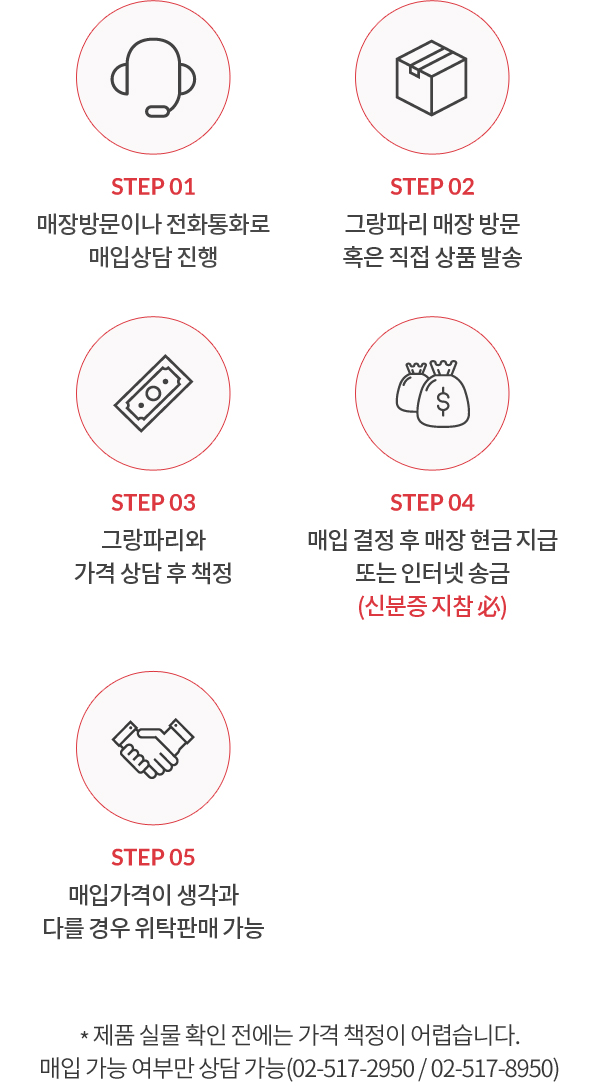 STEP 01
매장방문이나 전화통화로
매입상담 진행
STEP 02
그랑파리 매장 방문
혹은 직접 상품 발송
STEP 03
그랑파리와
가격 상담 후 책정
STEP 04
매입 결정 후 매장 현금 지급
또는 인터넷 송금
(신분증 지참 必)
STEP 05
매입가격이 생각과
다를 경우 위탁판매 가능
* 제품 실물 확인 전에는 가격 책정이 어렵습니다.
매입 가능 여부만 상담 가능(02-517-2950 / 02-517-8950)